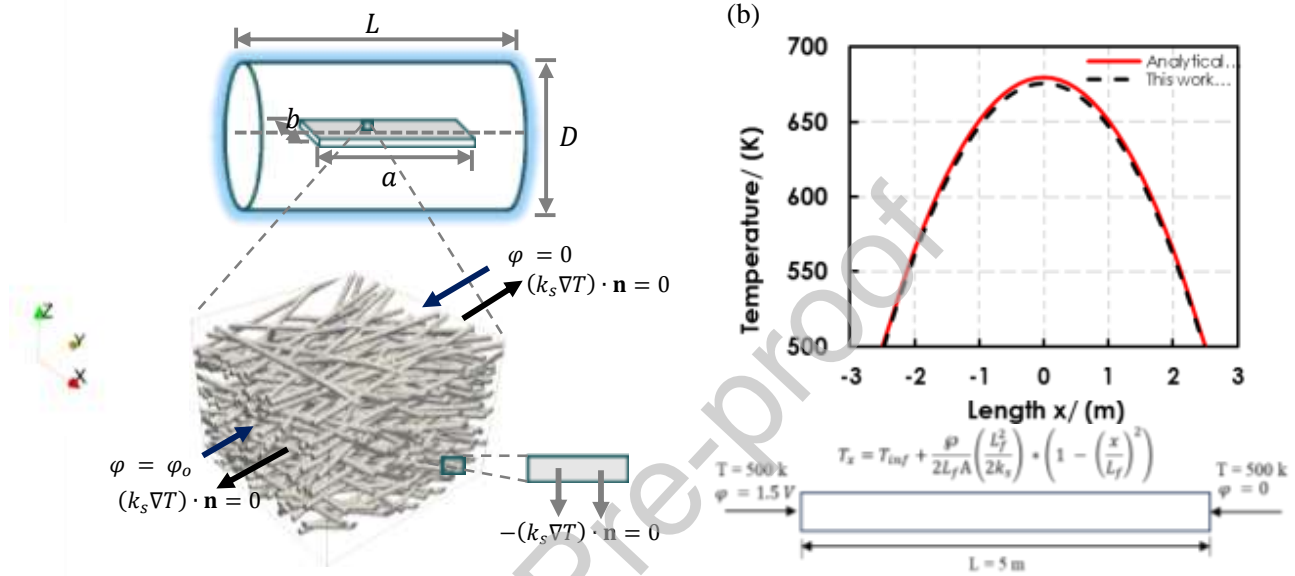 (b)
L
b
a
D
φ = 0
(k_s∇T) · n = 0
Z
Y
X
φ = φ_o
(k_s∇T) · n = 0
−(k_s∇T) · n = 0
Analytical...
This work...
Temperature/ (K)
700
650
600
550
500
-3 -2 -1 0 1 2 3
Length x/ (m)
T_x = T_inf + ℘/(2L_f A) (L_f^2/(2k_s)) * (1 − (x/L_f)^2)
T = 500 k
φ = 1.5 V
T = 500 k
φ = 0
L = 5 m
Pre-proof